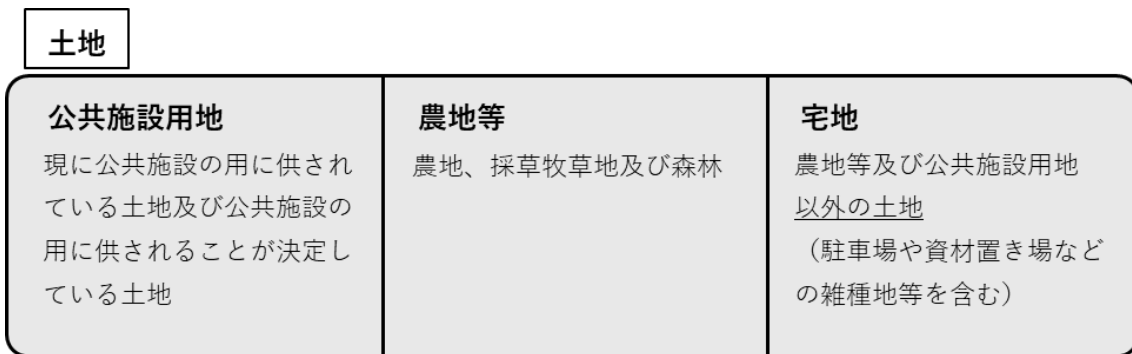 土地
公共施設用地
現に公共施設の用に供され
ている土地及び公共施設の
用に供されることが決定し
ている土地
農地等
農地、採草牧草地及び森林
宅地
農地等及び公共施設用地
以外の土地
（駐車場や資材置き場など
の雑種地等を含む）